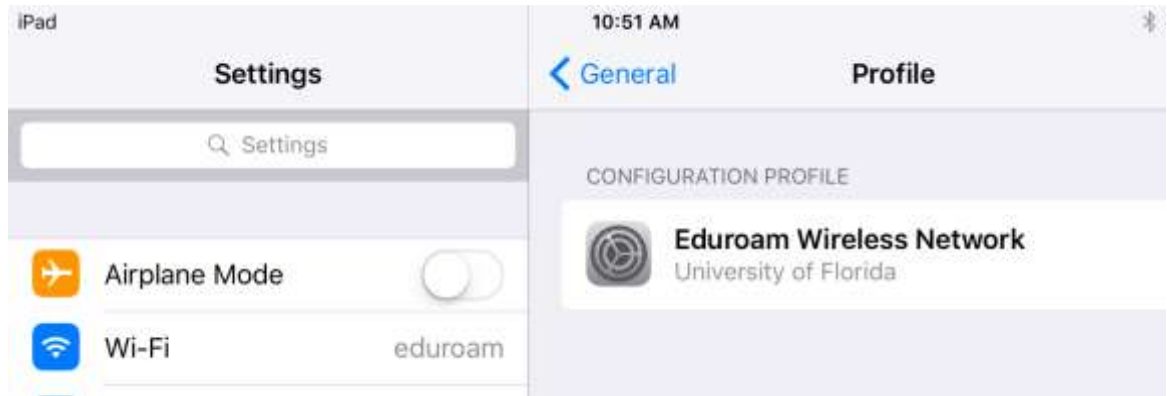 iPad
10:51 AM
Settings
General
Profile
Settings
CONFIGURATION PROFILE
Eduroam Wireless Network
University of Florida
Airplane Mode
Wi-Fi
eduroam